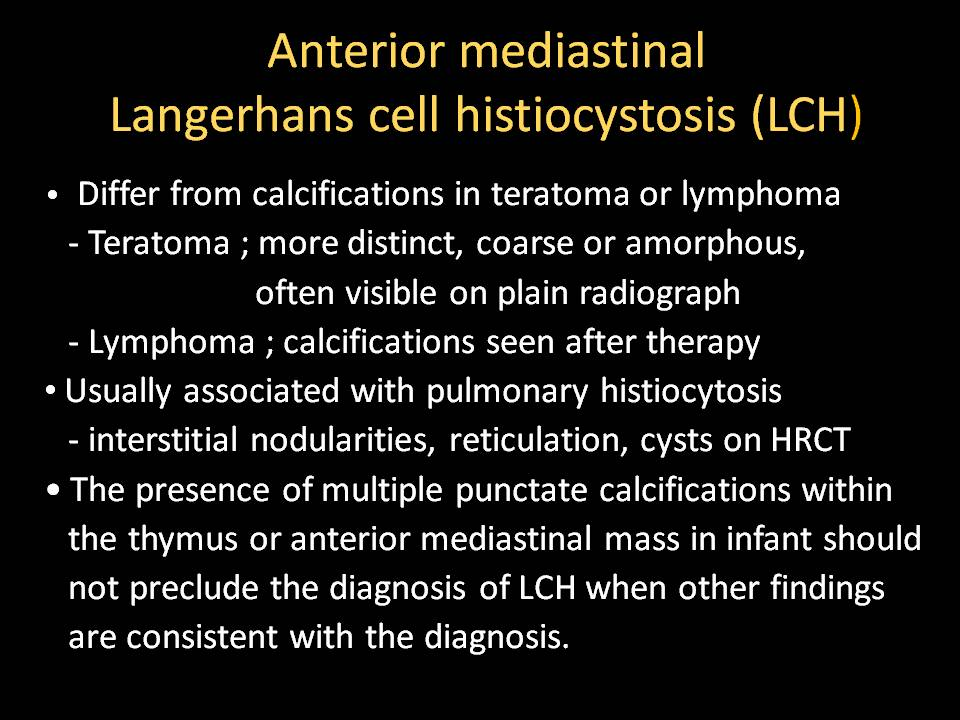 Anterior mediastinal
Langerhans cell histiocystosis (LCH)
• Differ from calcifications in teratoma or lymphoma
- Teratoma ; more distinct, coarse or amorphous,
often visible on plain radiograph
- Lymphoma ; calcifications seen after therapy
• Usually associated with pulmonary histiocytosis
- interstitial nodularities, reticulation, cysts on HRCT
• The presence of multiple punctate calcifications within
the thymus or anterior mediastinal mass in infant should
not preclude the diagnosis of LCH when other findings
are consistent with the diagnosis.